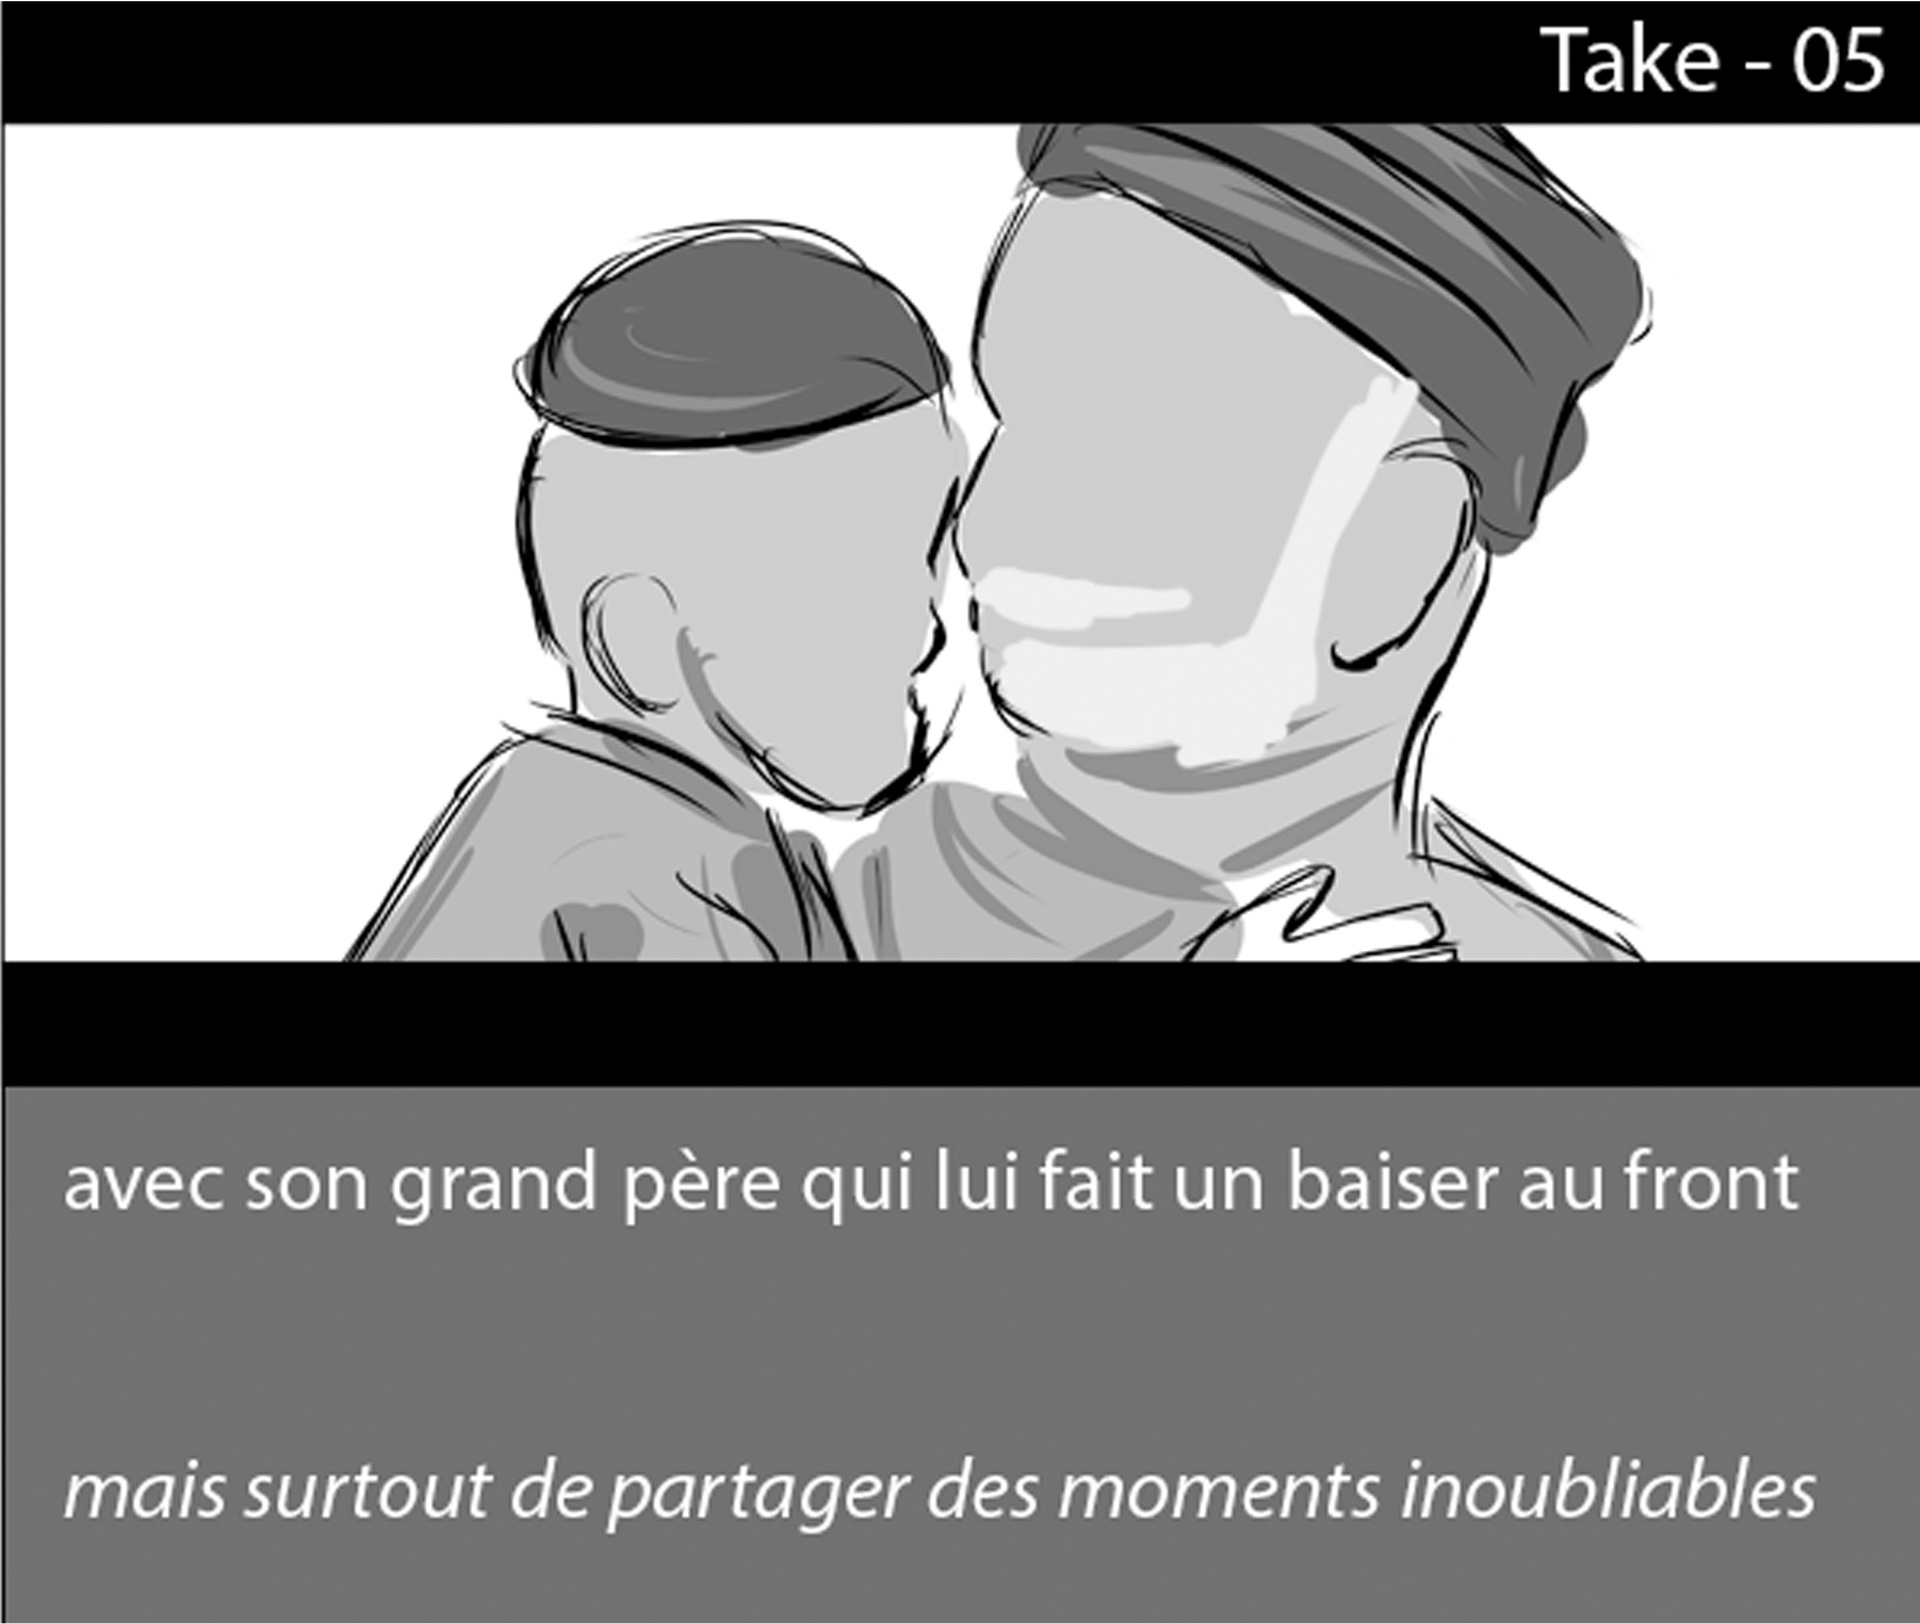 Take - 05
avec son grand père qui lui fait un baiser au front
mais surtout de partager des moments inoubliables